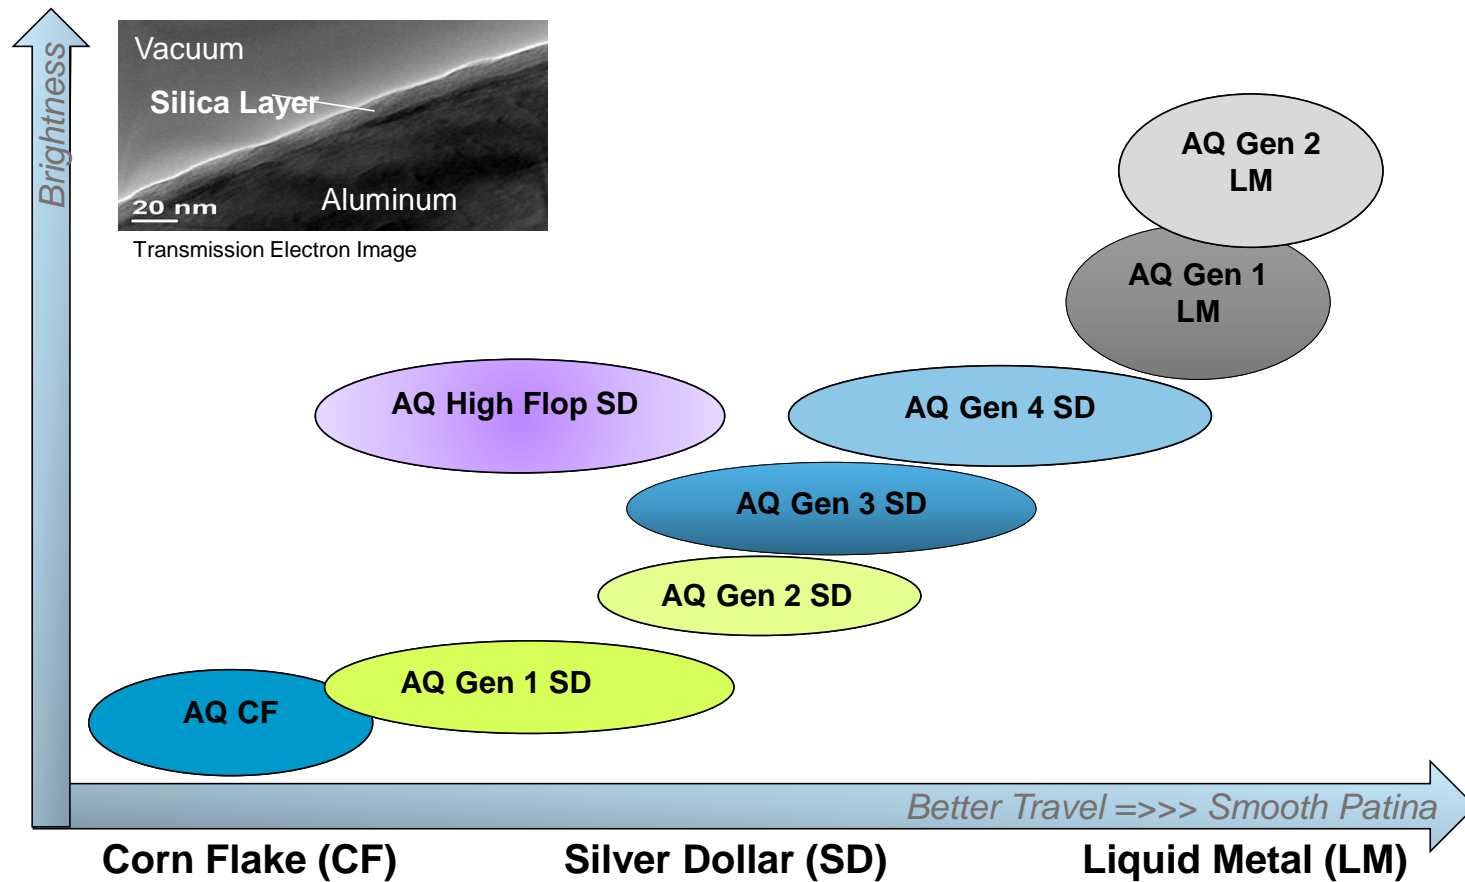 Brightness
Vacuum
Silica Layer
Aluminum
20 nm
Transmission Electron Image
AQ Gen 2
LM
AQ Gen 1
LM
AQ High Flop SD
AQ Gen 4 SD
AQ Gen 3 SD
AQ Gen 2 SD
AQ Gen 1 SD
AQ CF
Better Travel =>>> Smooth Patina
Corn Flake (CF)
Silver Dollar (SD)
Liquid Metal (LM)